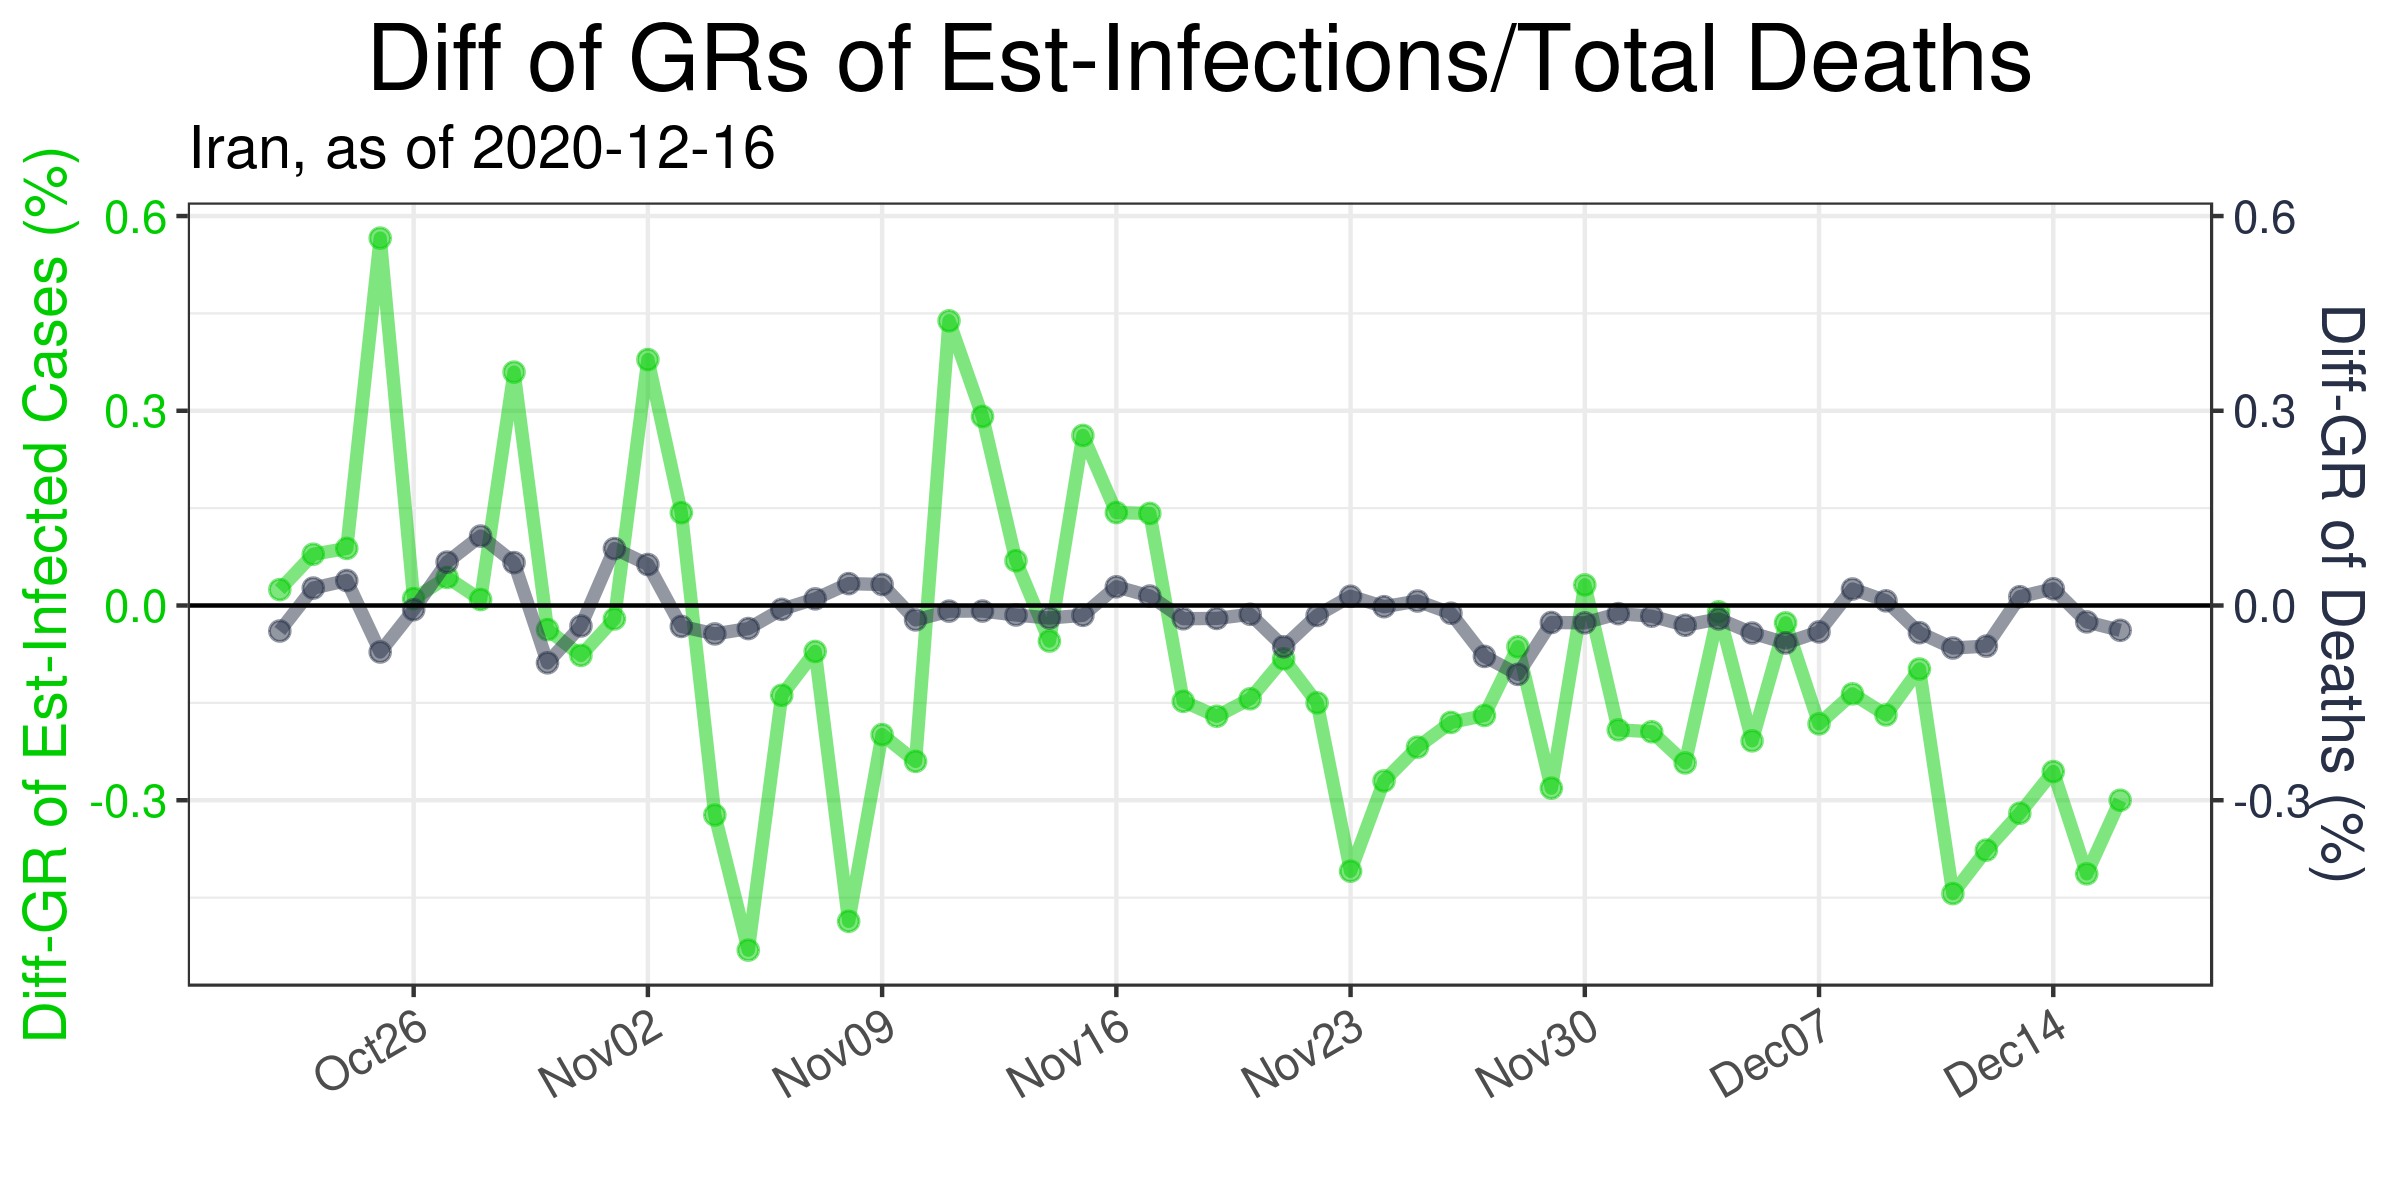 Diff of GRs of Est-Infections/Total Deaths
Iran, as of 2020-12-16
Diff-GR of Est-Infected Cases (%)
0.6
0.3
0.0
-0.3
0.6
0.3
0.0
-0.3
Diff-GR of Deaths (%)
Oct26
Nov02
Nov09
Nov16
Nov23
Nov30
Dec07
Dec14